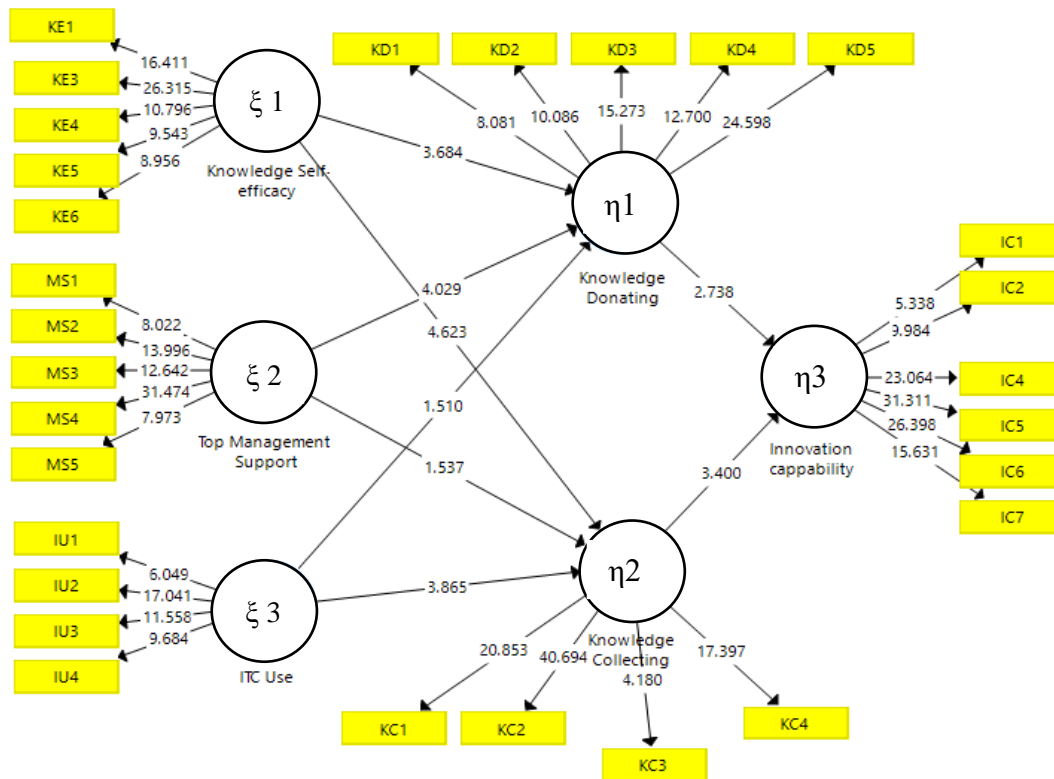 KE1
KE3
KE4
KE5
KE6
16.411
26.315
10.796
9.543
8.956
ξ 1
Knowledge Self-
efficacy
KD1
KD2
KD3
KD4
KD5
8.081
10.086
15.273
12.700
24.598
3.684
η1
Knowledge
Donating
MS1
MS2
MS3
MS4
MS5
8.022
13.996
12.642
31.474
7.973
ξ 2
Top Management
Support
4.029
4.623
1.510
1.537
2.738
3.400
η3
Innovation
cappability
IC1
IC2
IC4
IC5
IC6
IC7
5.338
9.984
23.064
31.311
26.398
15.631
IU1
IU2
IU3
IU4
6.049
17.041
11.558
9.684
ξ 3
ITC Use
3.865
η2
Knowledge
Collecting
20.853
40.694
4.180
17.397
KC1
KC2
KC3
KC4